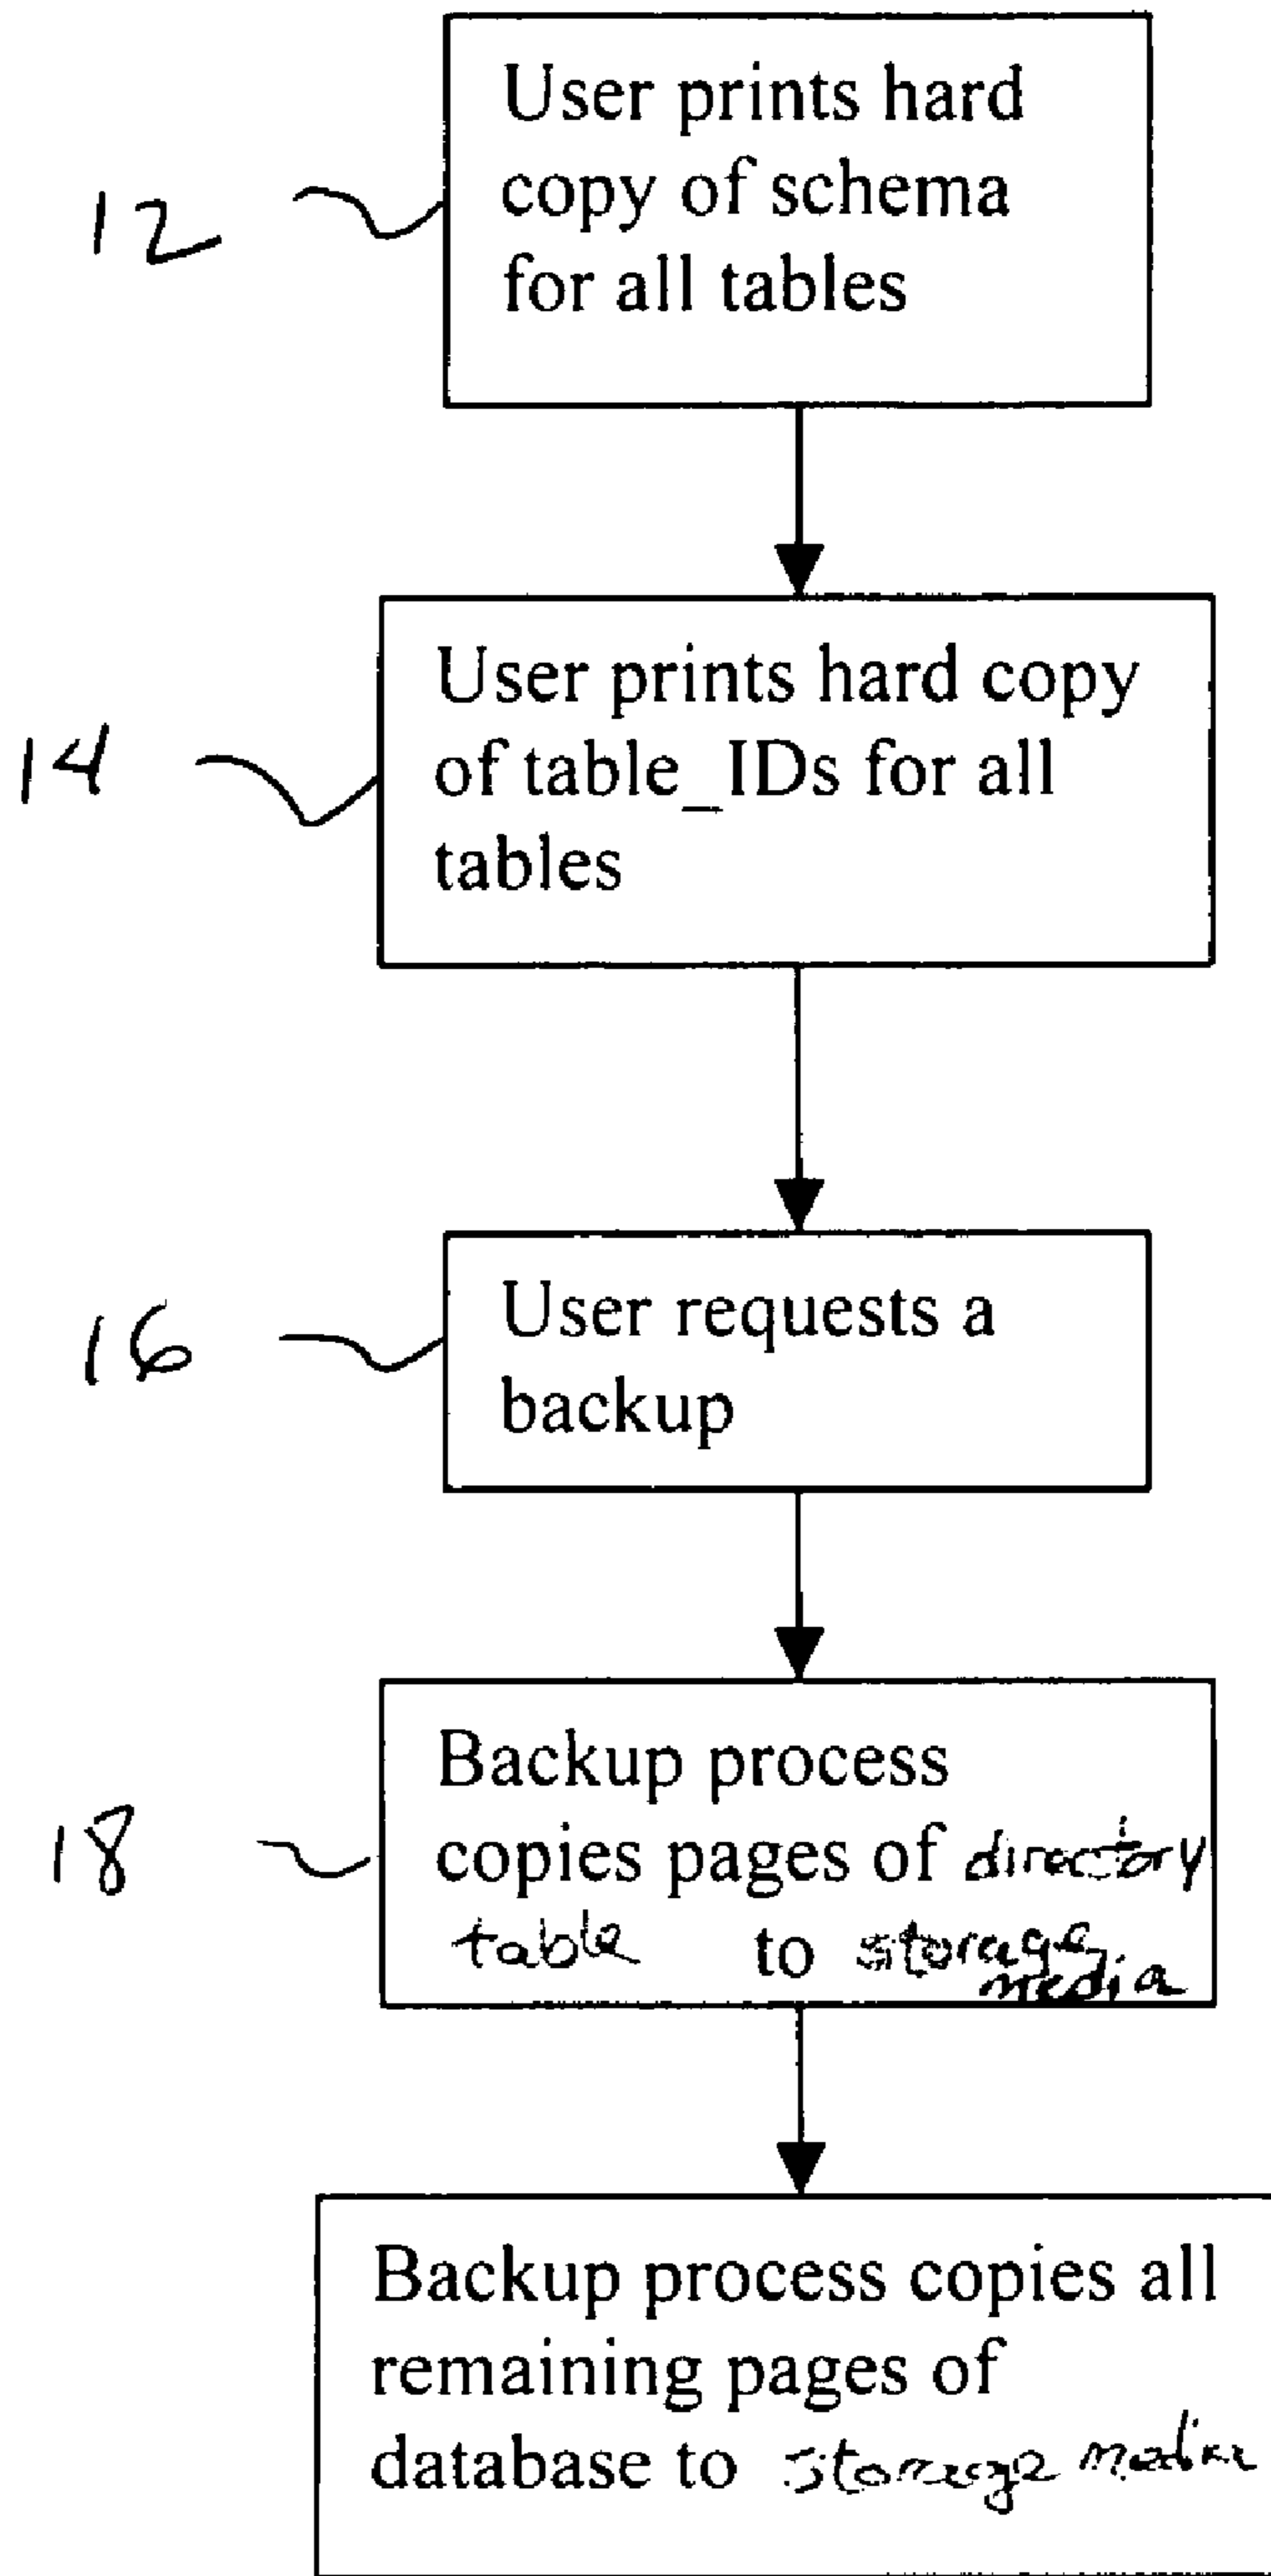 User prints hard
copy of schema
for all tables
12
User prints hard copy
of table_IDs for all
tables
14
User requests a
backup
16
Backup process
copies pages of directory
table to storage
media
18
Backup process copies all
remaining pages of
database to storage media